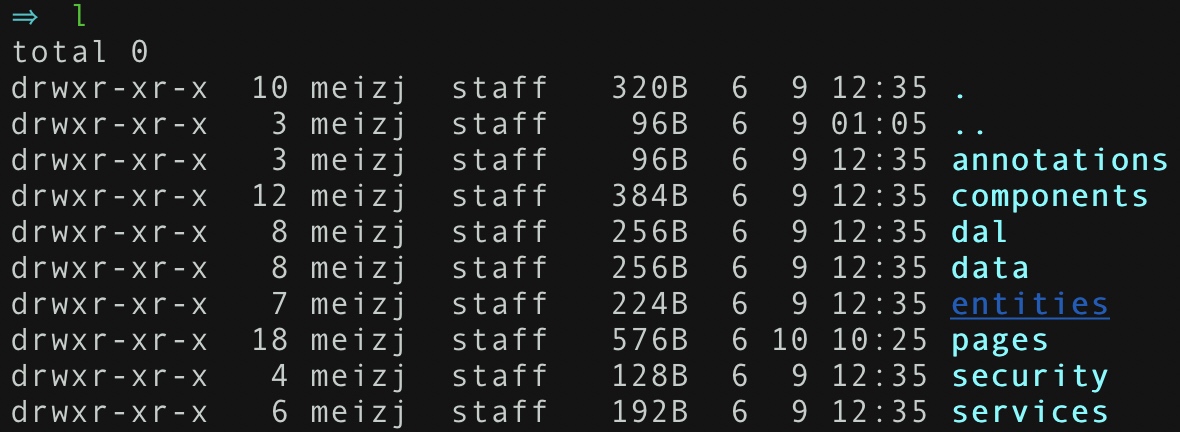 ⇒ l
total 0
drwxr-xr-x  10 meizj  staff   320B  6  9 12:35 .
drwxr-xr-x   3 meizj  staff    96B  6  9 01:05 ..
drwxr-xr-x   3 meizj  staff    96B  6  9 12:35 annotations
drwxr-xr-x  12 meizj  staff   384B  6  9 12:35 components
drwxr-xr-x   8 meizj  staff   256B  6  9 12:35 dal
drwxr-xr-x   8 meizj  staff   256B  6  9 12:35 data
drwxr-xr-x   7 meizj  staff   224B  6  9 12:35 entities
drwxr-xr-x  18 meizj  staff   576B  6 10 10:25 pages
drwxr-xr-x   4 meizj  staff   128B  6  9 12:35 security
drwxr-xr-x   6 meizj  staff   192B  6  9 12:35 services